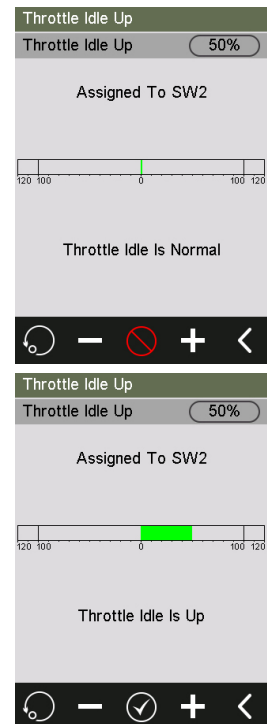 Throttle Idle Up
Throttle Idle Up 50%
Assigned To SW2
120 100 0 100 120
Throttle Idle Is Normal
Throttle Idle Up
Throttle Idle Up 50%
Assigned To SW2
120 100 0 100 120
Throttle Idle Is Up